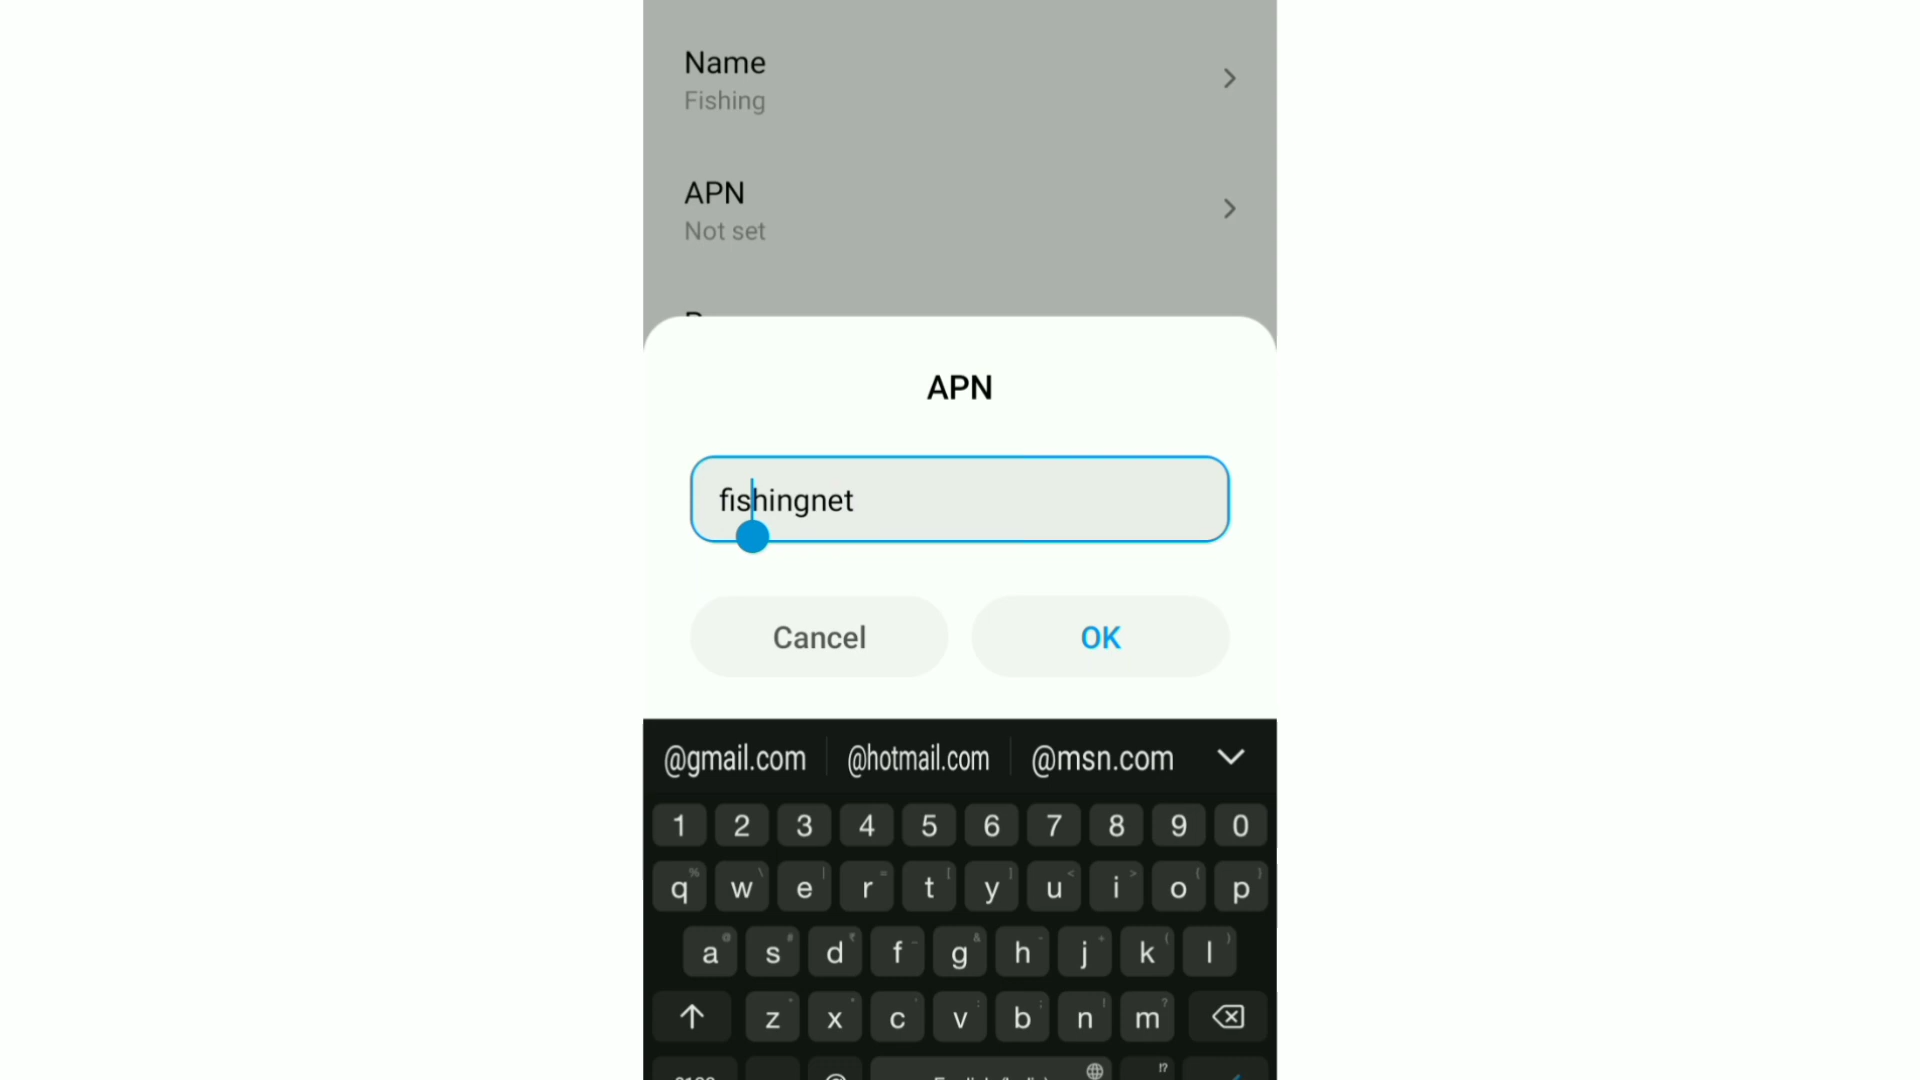 Name
Fishing
APN
Not set
APN
fishingnet
Cancel OK
@gmail.com @hotmail.com @msn.com
1 2 3 4 5 6 7 8 9 0
q w e r t y u i o p
a s d f g h j k l
z x c v b n m